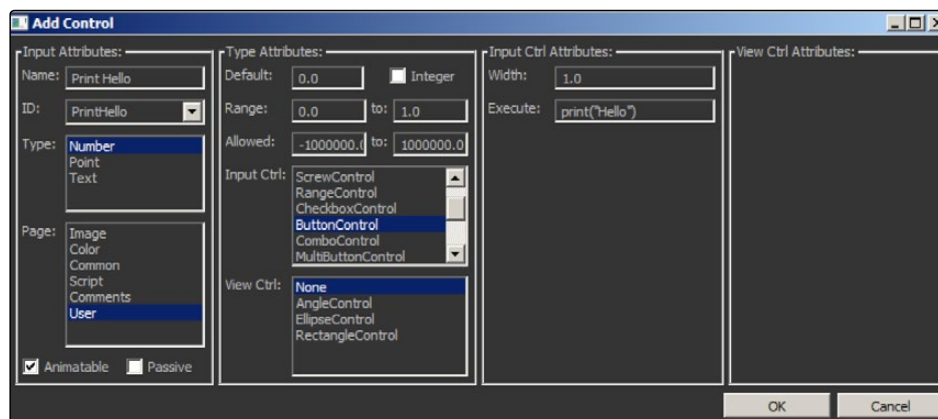 Add Control
Input Attributes:
Name: Print Hello
ID: PrintHello
Type: Number
Point
Text
Page: Image
Color
Common
Script
Comments
User
Animatable Passive
Type Attributes:
Default: 0.0 Integer
Range: 0.0 to: 1.0
Allowed: -1000000.( to: 1000000.0
Input Ctrl: ScrewControl
RangeControl
CheckboxControl
ButtonControl
ComboControl
MultiButtonControl
View Ctrl: None
AngleControl
EllipseControl
RectangleControl
Input Ctrl Attributes:
Width: 1.0
Execute: print("Hello")
View Ctrl Attributes:
OK Cancel